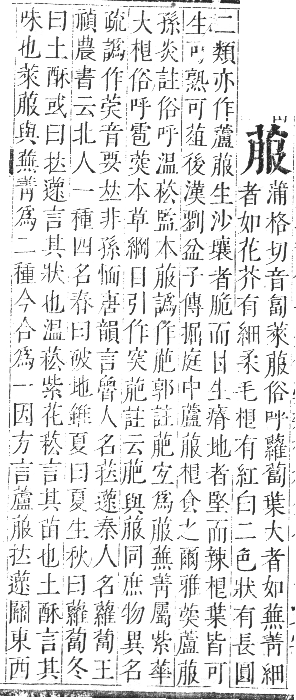 菔
蒲格切音匐萊菔俗呼蘿蔔葉大者如蕪菁細
者如花芥有細柔毛根有紅白二色狀有長圓
二類亦作蘆菔生沙壤者脆而甘生瘠地者堅而辣根葉皆可
生可熟可菹後漢劉盆子傳掘庭中蘆菔根食之爾雅葖蘆菔
孫炎註俗呼溫菘監本菔譌作萉郭註萉宐爲菔蕪菁屬紫華
大根俗呼雹葖本草綱目引作突萉註云萉與菔同庶物異名
疏譌作葖音要𠀤非孫愐唐韻言魯人名菈䔖秦人名蘿蔔王
禎農書云北人一種四名春曰破地錐夏曰夏生秋曰蘿蔔冬
曰土酥或曰菈䔖言其狀也溫菘紫花菘言其苗也土酥言其
味也萊菔與蕪菁爲二種今合爲一因方言蘆菔菈䔖關東西